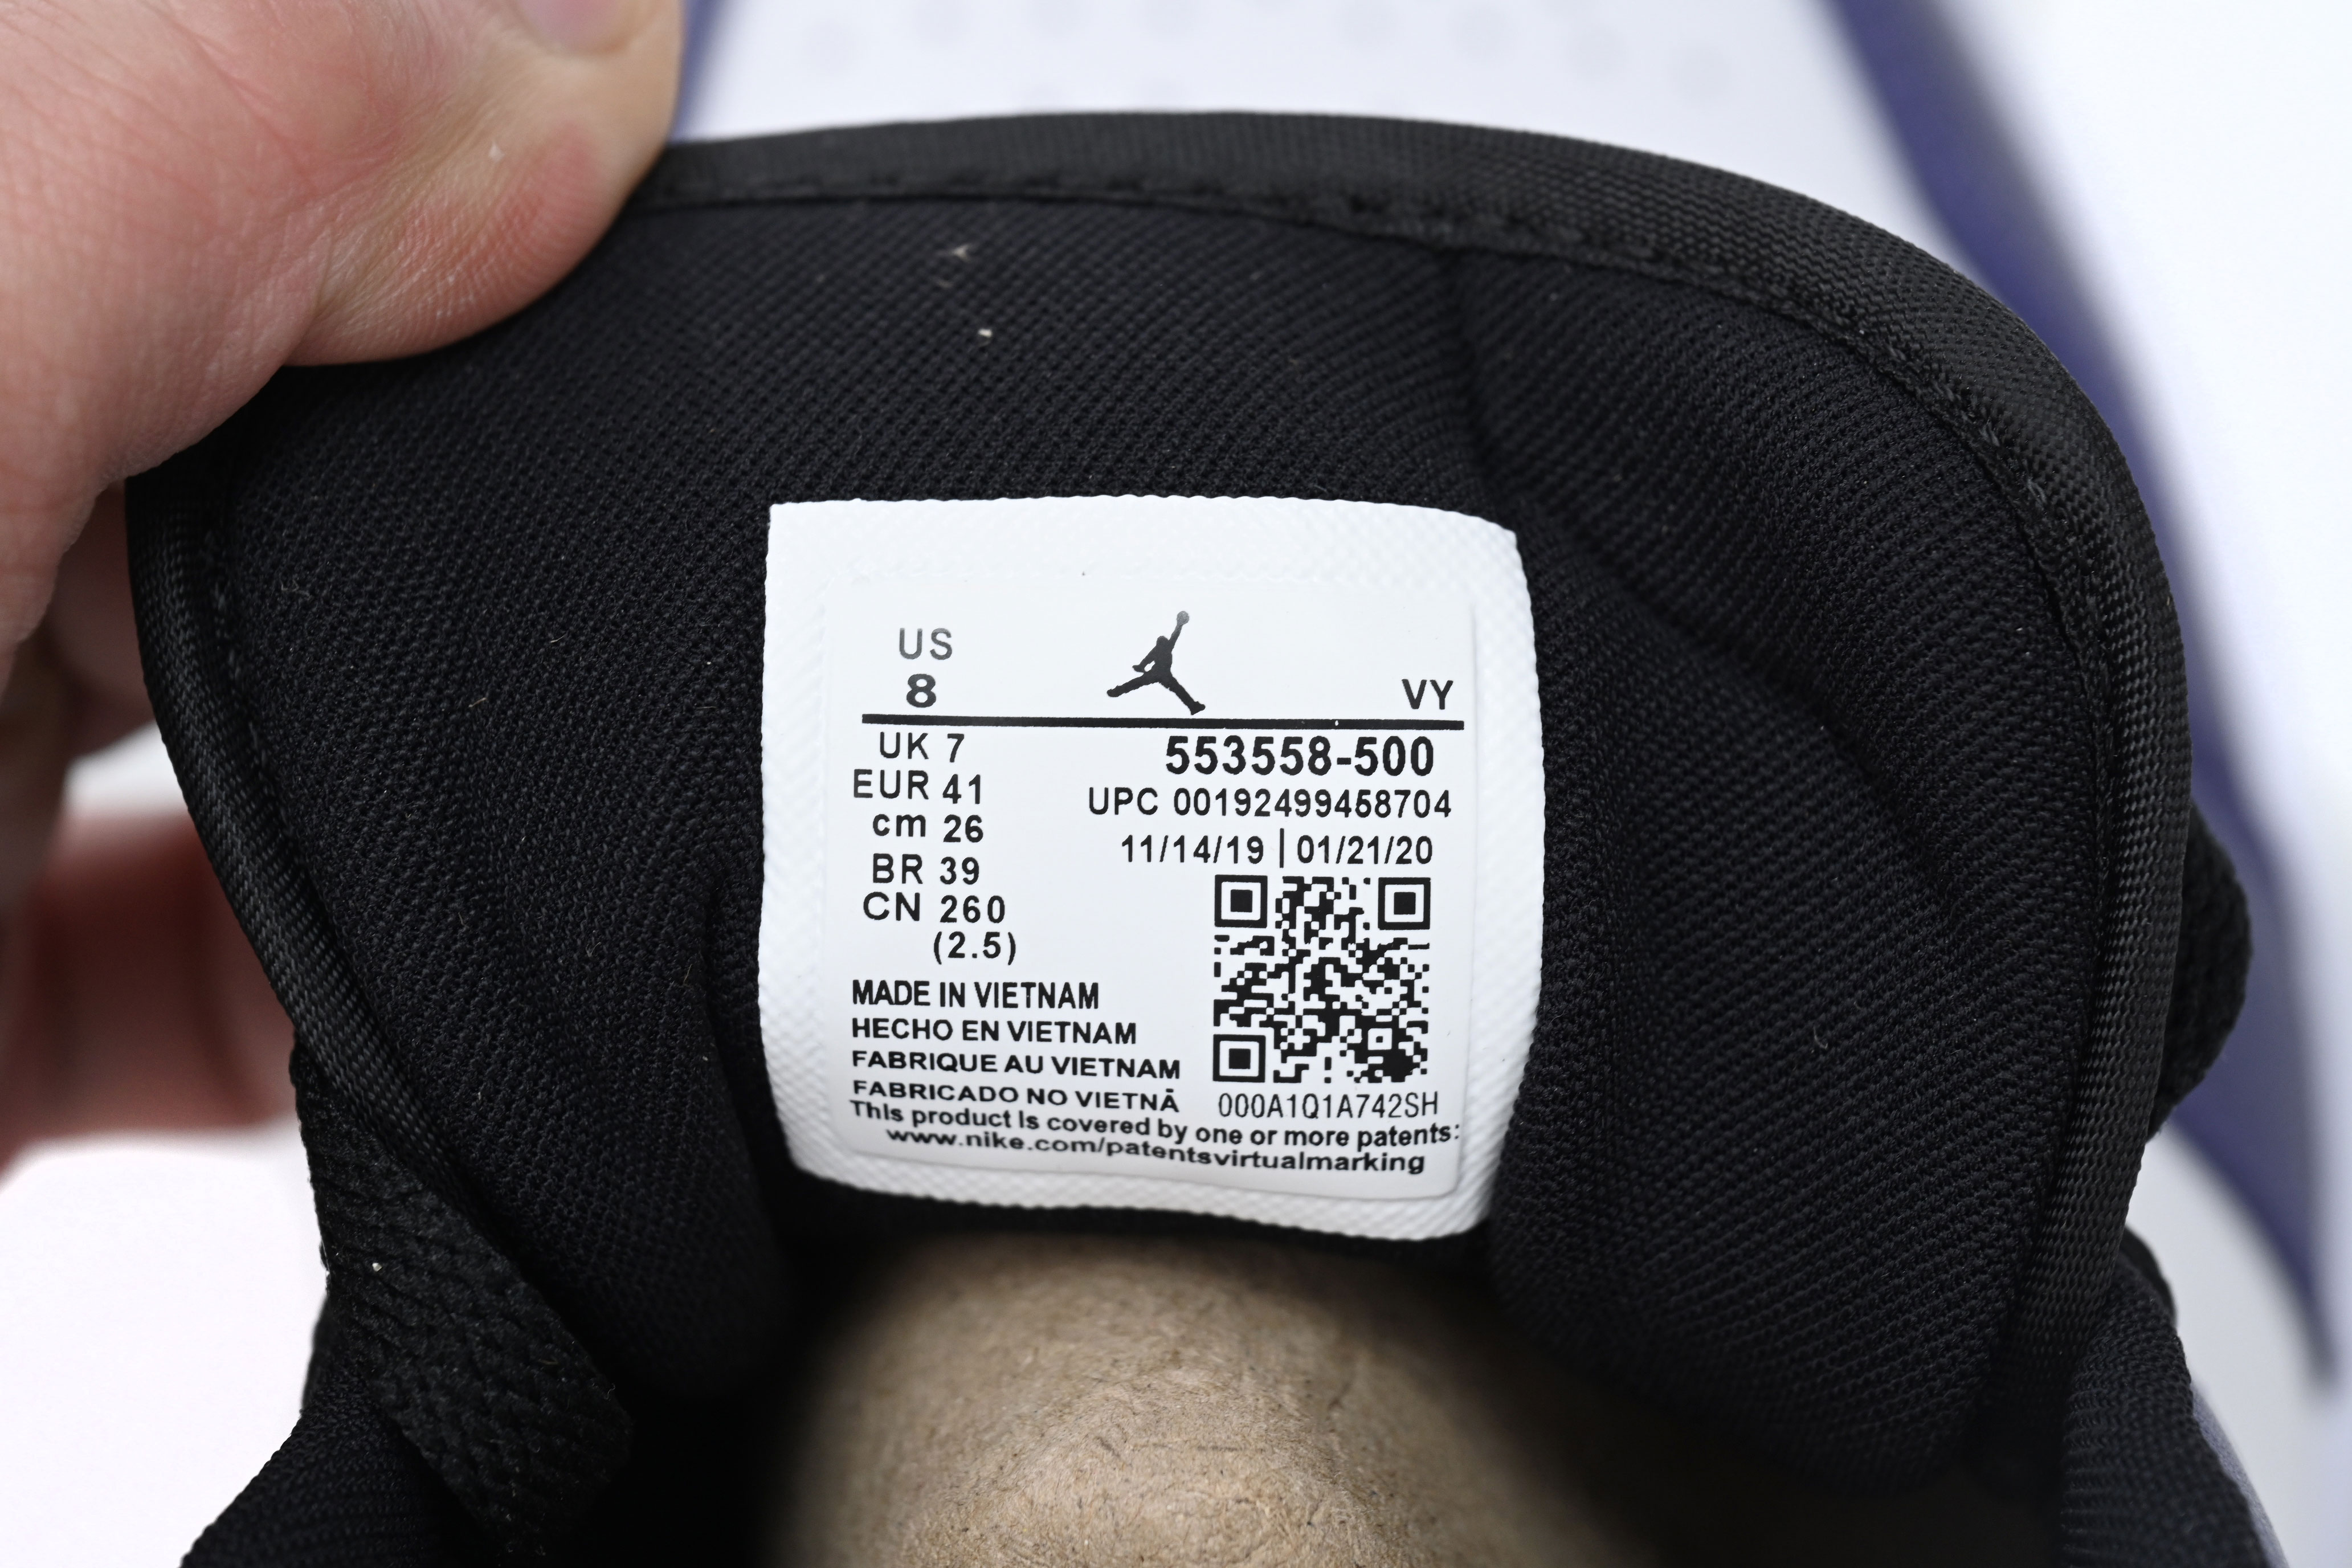 US
8
VY
UK 7
EUR 41
cm 26
BR 39
CN 260
(2.5)
553558-500
UPC 00192499458704
11/14/19 | 01/21/20
MADE IN VIETNAM
HECHO EN VIETNAM
FABRIQUE AU VIETNAM
FABRICADO NO VIETNÃ
000A1Q1A742SH
This product is covered by one or more patents:
www.nike.com/patentsvirtualmarking